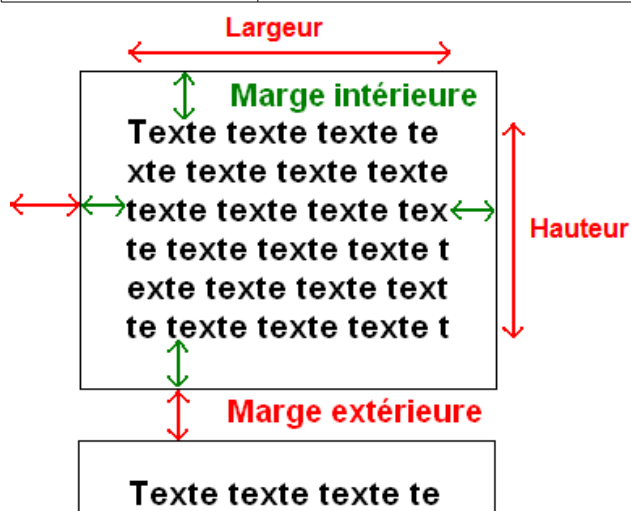 Largeur
Marge intérieure
Texte texte texte te
xte texte texte texte
texte texte texte tex
Hauteur
te texte texte texte t
exte texte texte text
te texte texte texte t
Marge extérieure
Texte texte texte te